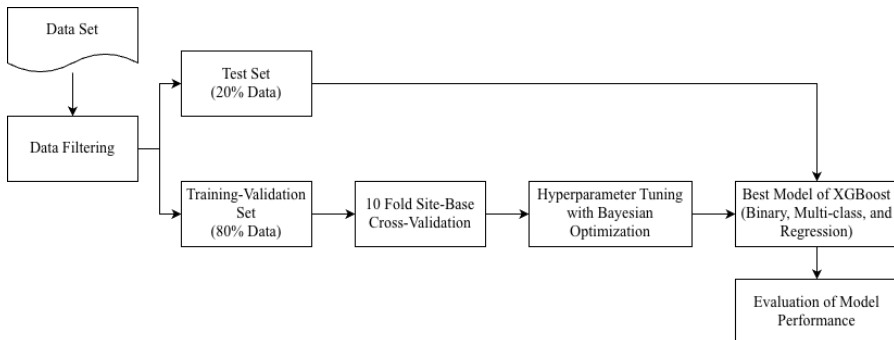 Data Set
Data Filtering
Test Set
(20% Data)
Training-Validation
Set
(80% Data)
10 Fold Site-Base
Cross-Validation
Hyperparameter Tuning
with Bayesian
Optimization
Best Model of XGBoost
(Binary, Multi-class, and
Regression)
Evaluation of Model
Performance